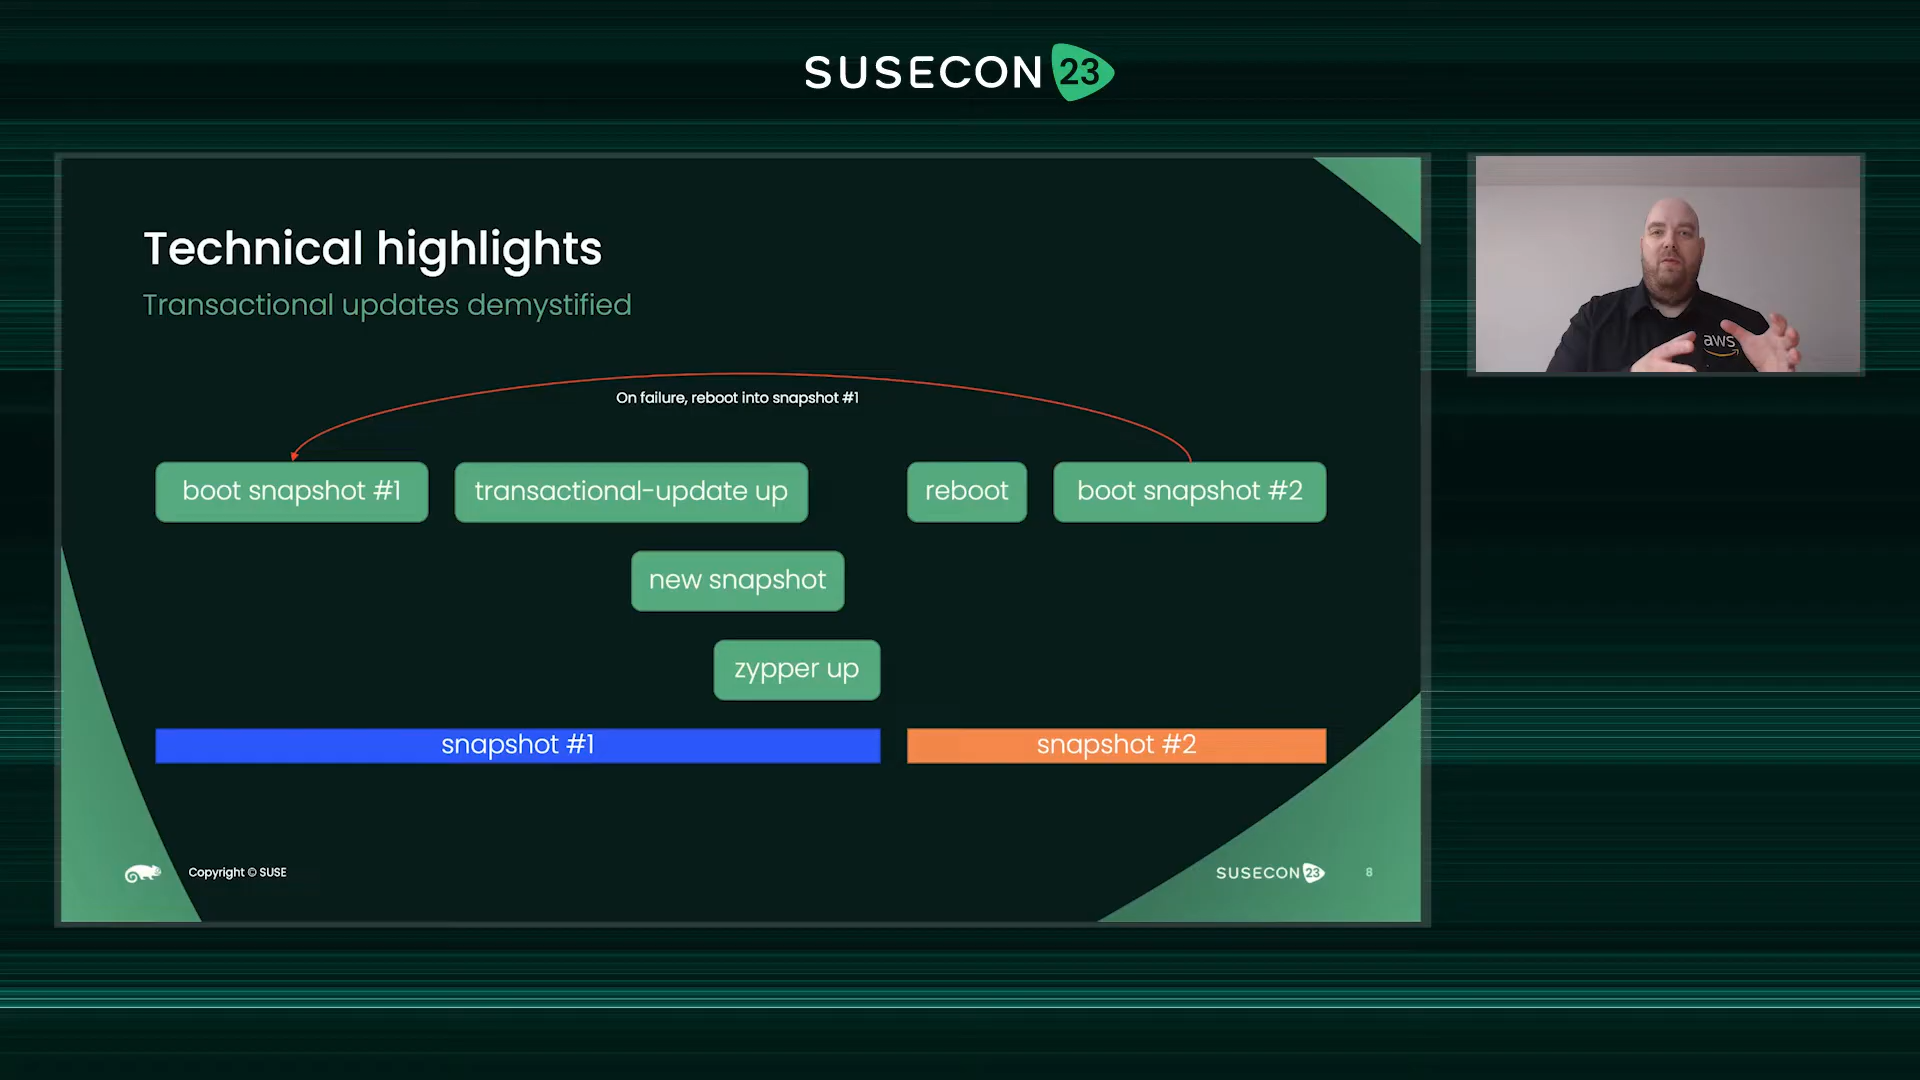 SUSECON 23
Technical highlights
Transactional updates demystified
On failure, reboot into snapshot #1
boot snapshot #1
transactional-update up
reboot
boot snapshot #2
new snapshot
zypper up
snapshot #1
snapshot #2
Copyright © SUSE
SUSECON 23
8
aws